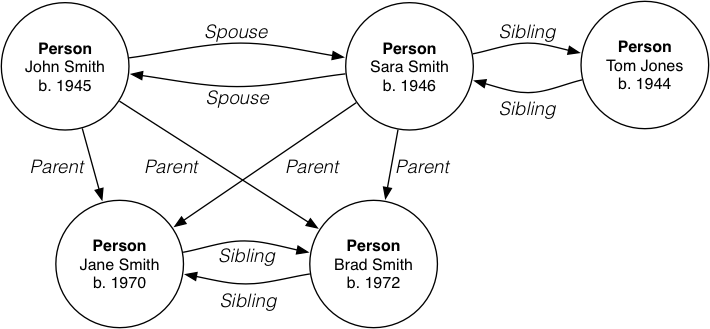 Person
John Smith
b. 1945
Spouse
Spouse
Person
Sara Smith
b. 1946
Sibling
Sibling
Person
Tom Jones
b. 1944
Parent
Parent
Parent
Parent
Person
Jane Smith
b. 1970
Sibling
Sibling
Person
Brad Smith
b. 1972